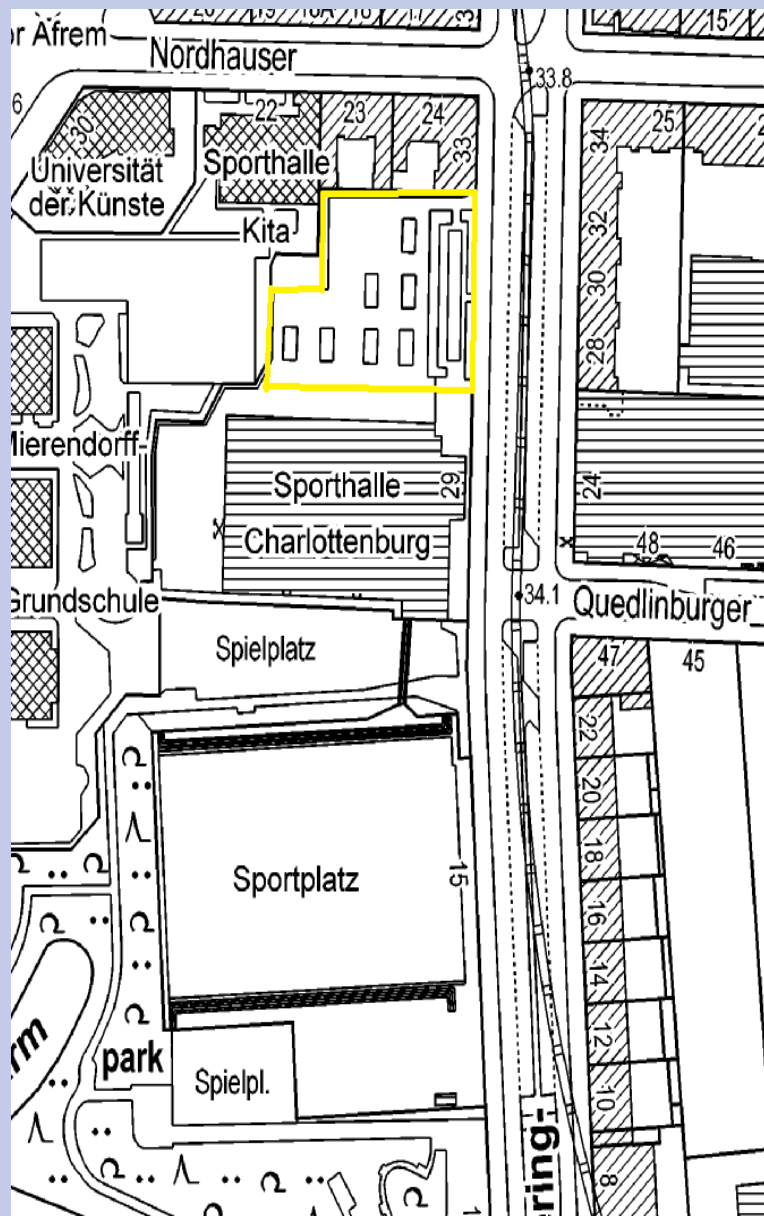 15
or Afrem
Nordhauser
33.8
6
30
22
23
24
33
34
25
Universität
der Künste
Sporthalle
Kita
32
30
28
Mierendorff-
Grundschule
Sporthalle
Charlottenburg
29
24
48
46
34.1
Quedlinburger
Spielplatz
47
45
22
20
18
16
14
12
10
8
Sportplatz
15
park
Spielpl.
ring-